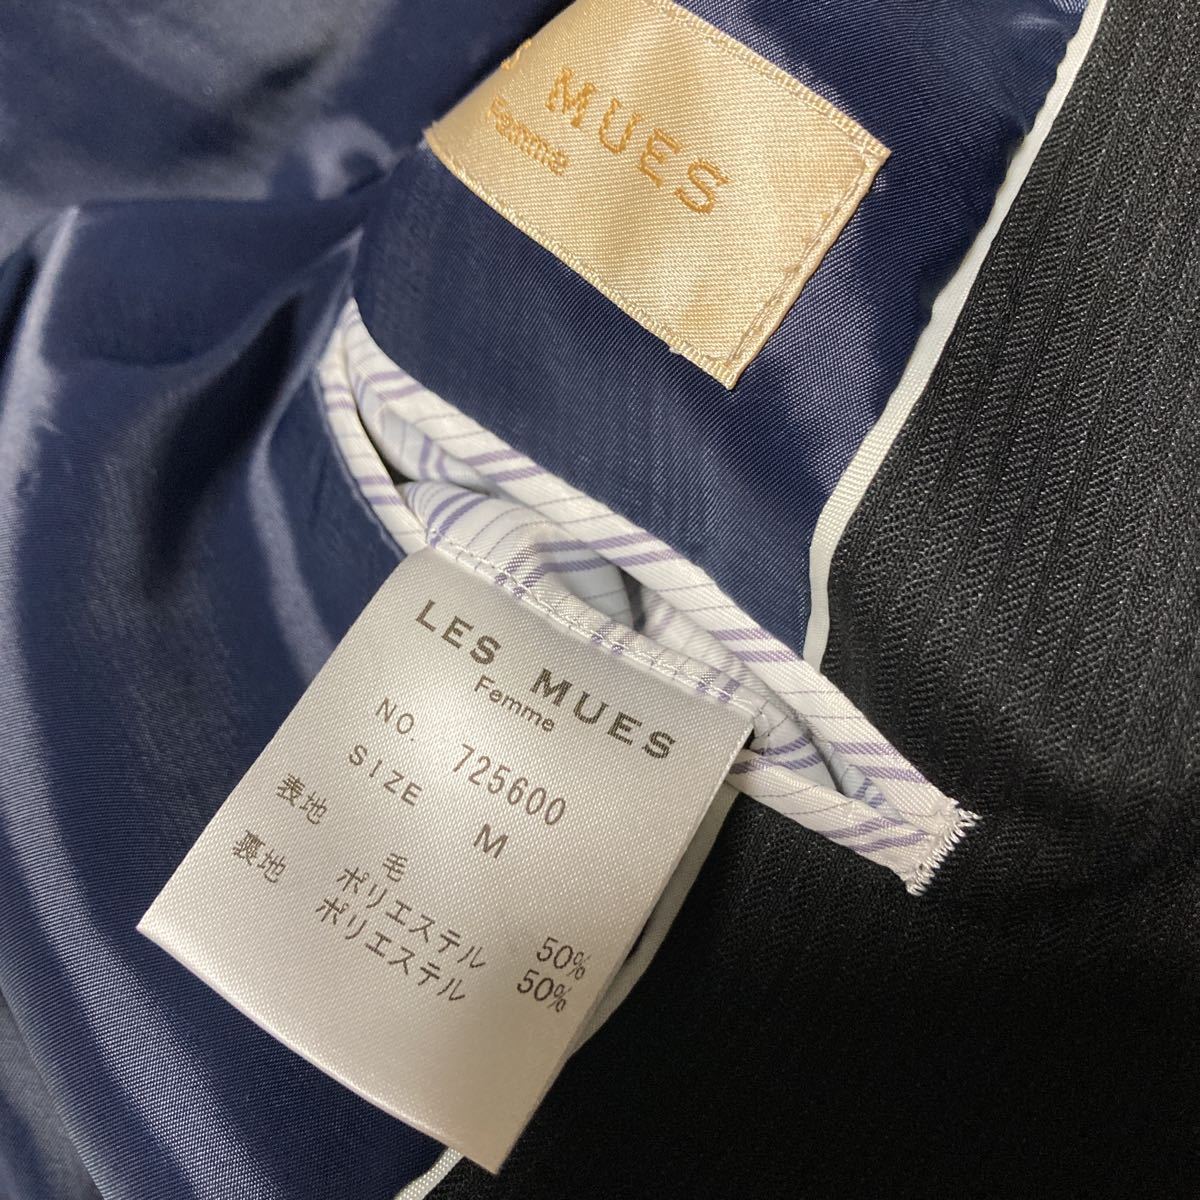 MUES
Femme
LES MUES
Femme
NO. 725600
SIZE M
表地 毛 50%
ポリエステル 50%
裏地 ポリエステル